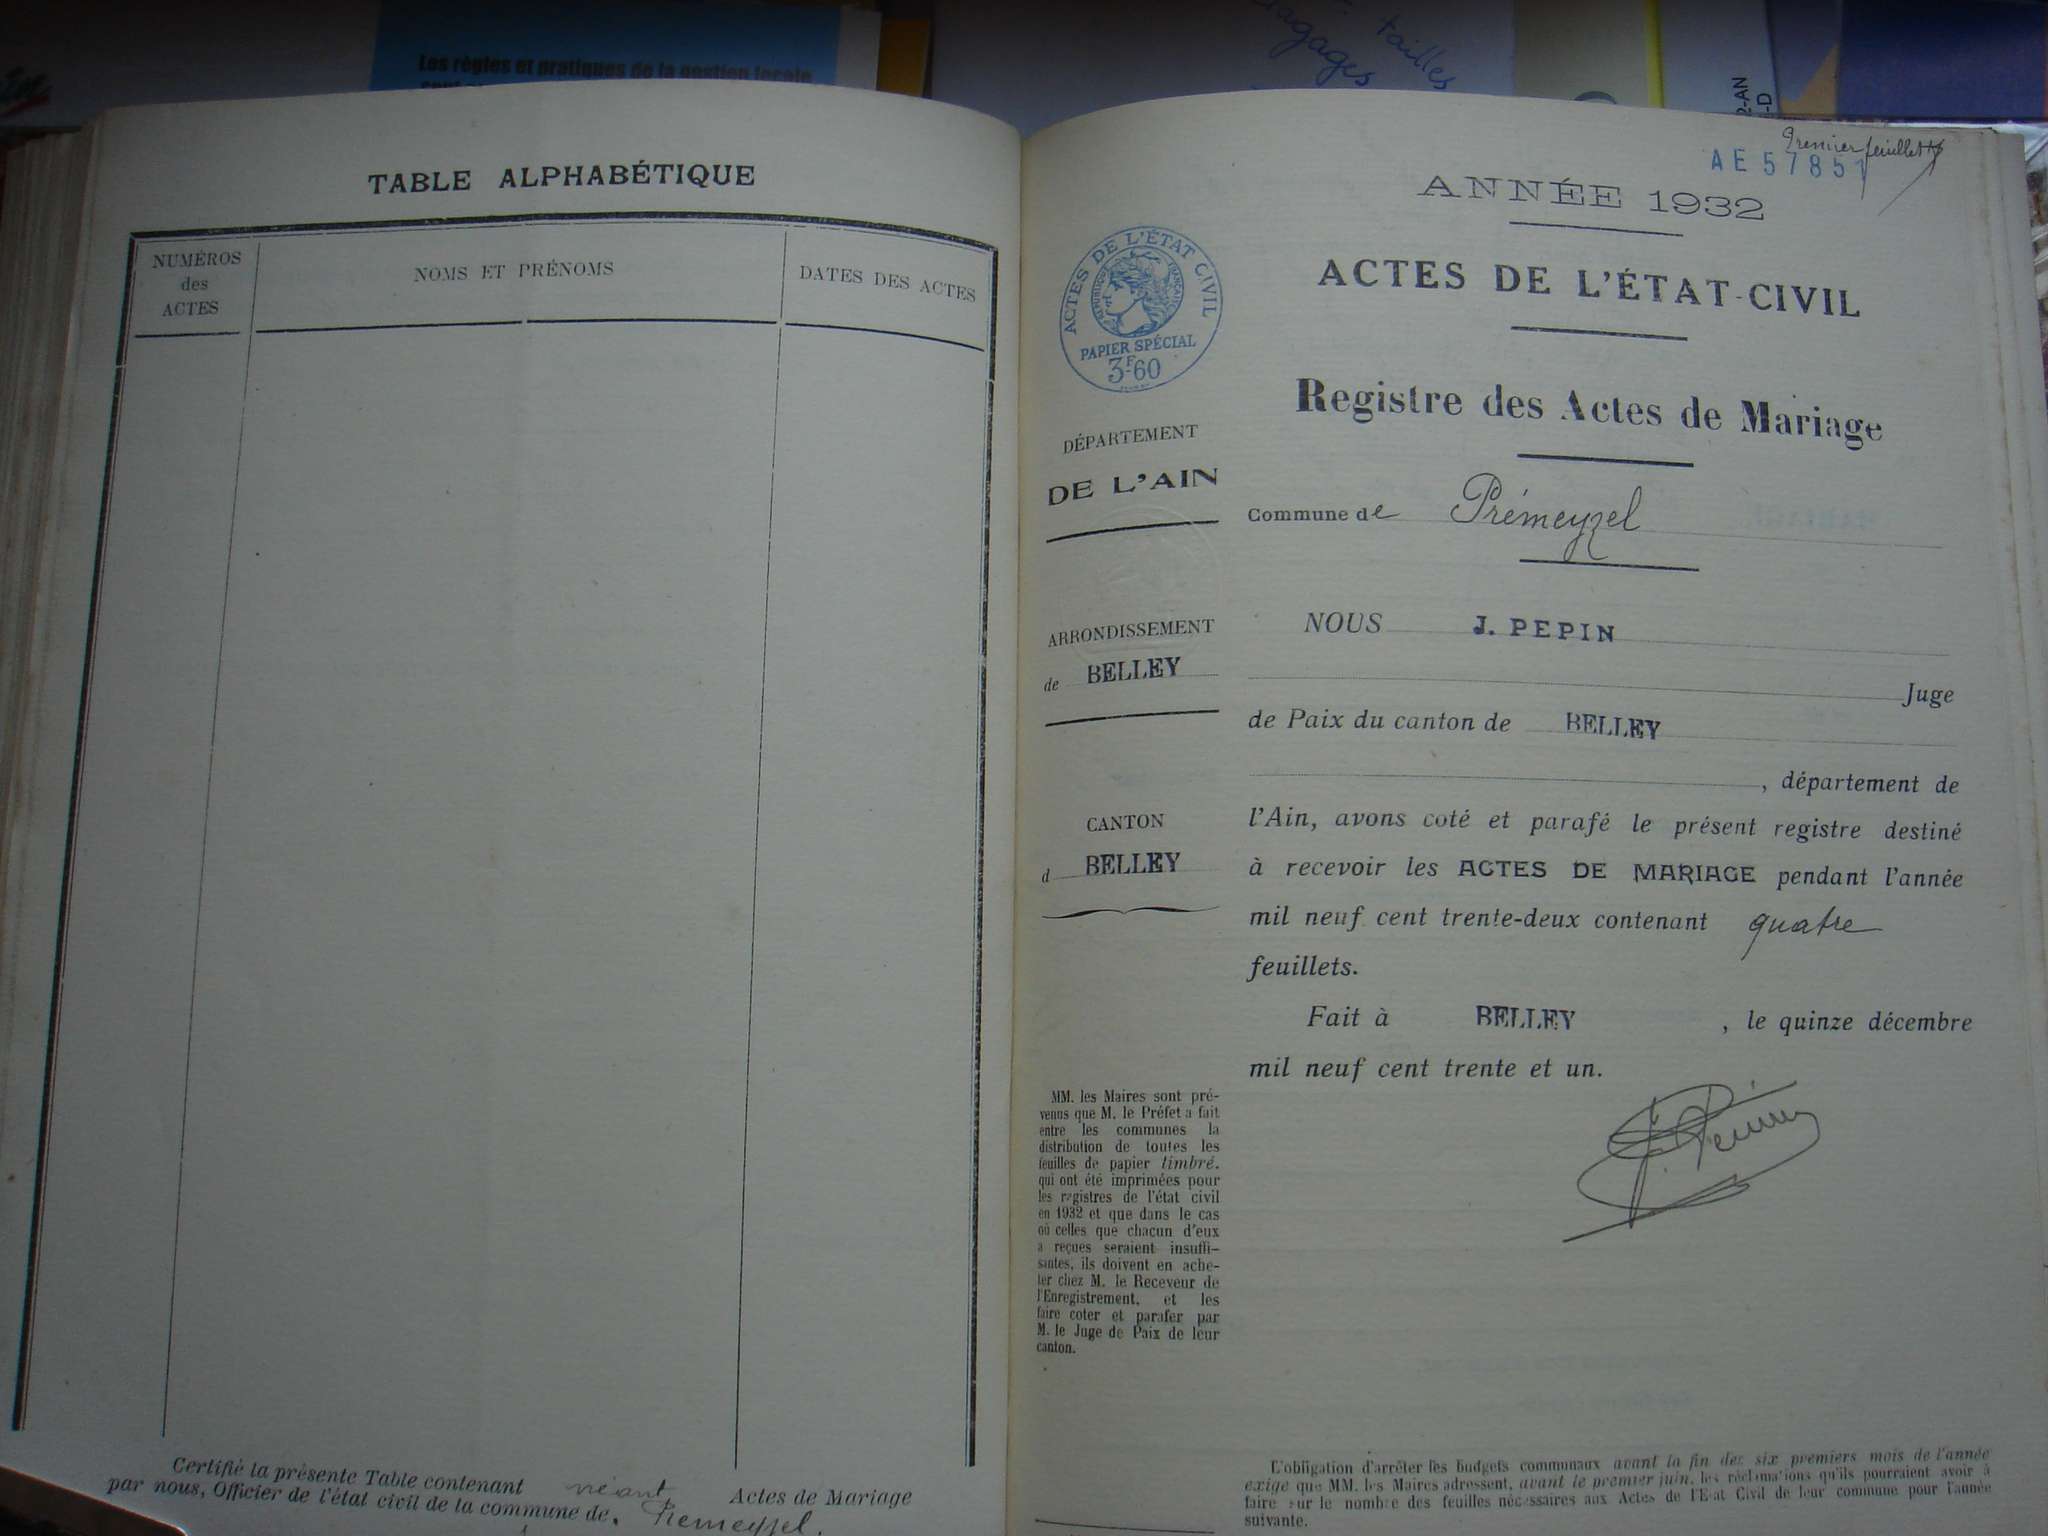 Les règles et pratiques de la gestion locale
tailles
TABLE ALPHABÉTIQUE
NUMÉROS
des
ACTES
NOMS ET PRÉNOMS
DATES DES ACTES
Certifié la présente Table contenant néant Actes de Mariage
par nous, Officier de l'état civil de la commune de Premeyzel.
Premier feuillet
AE 57851
ANNÉE 1932
ACTES DE L'ÉTAT CIVIL
RÉPUBLIQUE FRANÇAISE
PAPIER SPÉCIAL
3F60
ACTES DE L'ÉTAT-CIVIL
Registre des Actes de Mariage
DÉPARTEMENT
DE L'AIN
Commune de Prémeyzel
ARRONDISSEMENT
de BELLEY
CANTON
d BELLEY
NOUS J. PEPIN
Juge
de Paix du canton de BELLEY
, département de
l'Ain, avons coté et parafé le présent registre destiné
à recevoir les ACTES DE MARIAGE pendant l'année
mil neuf cent trente-deux contenant quatre
feuillets.
Fait à BELLEY , le quinze décembre
mil neuf cent trente et un.
MM. les Maires sont pré-
venus que M. le Préfet a fait
entre les communes la
distribution de toutes les
feuilles de papier timbré.
qui ont été imprimées pour
les registres de l'état civil
en 1932 et que dans le cas
où celles que chacun d'eux
a reçues seraient insuffi-
santes, ils doivent en ache-
ter chez M. le Receveur de
l'Enregistrement, et les
faire coter et parafer par
M. le Juge de Paix de leur
canton.
L'obligation d'arrêter les budgets communaux avant la fin des six premiers mois de l'année
exige que MM. les Maires adressent, avant le premier juin, les réclamations qu'ils pourraient avoir à
faire sur le nombre des feuilles nécessaires aux Actes de l'Etat Civil de leur commune pour l'année
suivante.